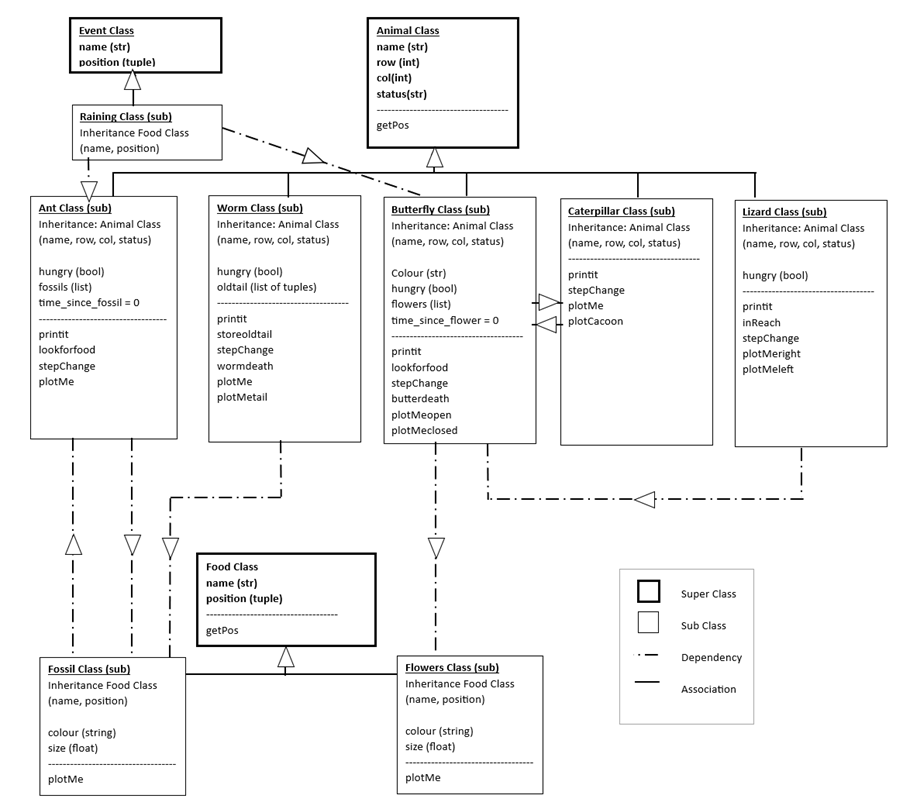 Event Class
name (str)
position (tuple)
Animal Class
name (str)
row (int)
col(int)
status(str)
getPos
Raining Class (sub)
Inheritance Food Class
(name, position)
Ant Class (sub)
Inheritance: Animal Class
(name, row, col, status)
hungry (bool)
fossils (list)
time_since_fossil = 0
printit
lookforfood
stepChange
plotMe
Worm Class (sub)
Inheritance: Animal Class
(name, row, col, status)
hungry (bool)
oldtail (list of tuples)
printit
storeoldtail
stepChange
wormdeath
plotMe
plotMetail
Butterfly Class (sub)
Inheritance: Animal Class
(name, row, col, status)
Colour (str)
hungry (bool)
flowers (list)
time_since_flower = 0
printit
lookforfood
stepChange
butterdeath
plotMeopen
plotMeclosed
Caterpillar Class (sub)
Inheritance: Animal Class
(name, row, col, status)
printit
stepChange
plotMe
plotCacoon
Lizard Class (sub)
Inheritance: Animal Class
(name, row, col, status)
hungry (bool)
printit
inReach
stepChange
plotMeright
plotMeleft
Food Class
name (str)
position (tuple)
getPos
Fossil Class (sub)
Inheritance Food Class
(name, position)
colour (string)
size (float)
plotMe
Flowers Class (sub)
Inheritance Food Class
(name, position)
colour (string)
size (float)
plotMe
Super Class
Sub Class
Dependency
Association